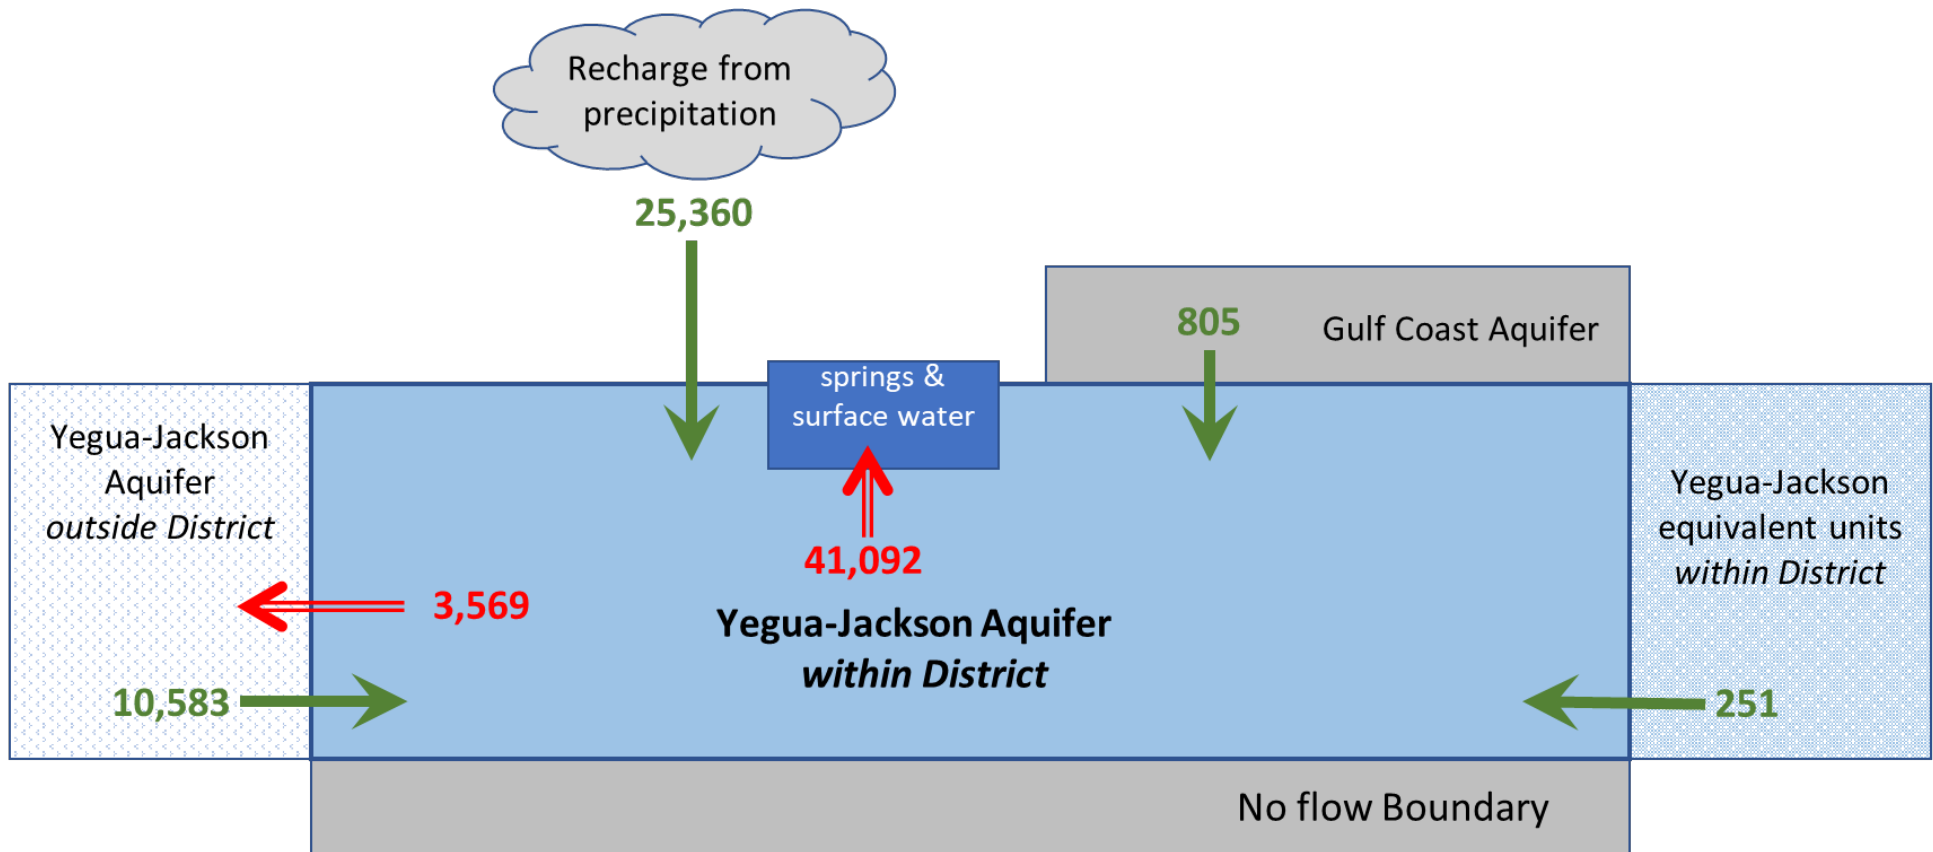 Recharge from
precipitation
25,360
805
Gulf Coast Aquifer
springs &
surface water
Yegua-Jackson
Aquifer
outside District
Yegua-Jackson
equivalent units
within District
41,092
3,569
Yegua-Jackson Aquifer
within District
10,583
251
No flow Boundary